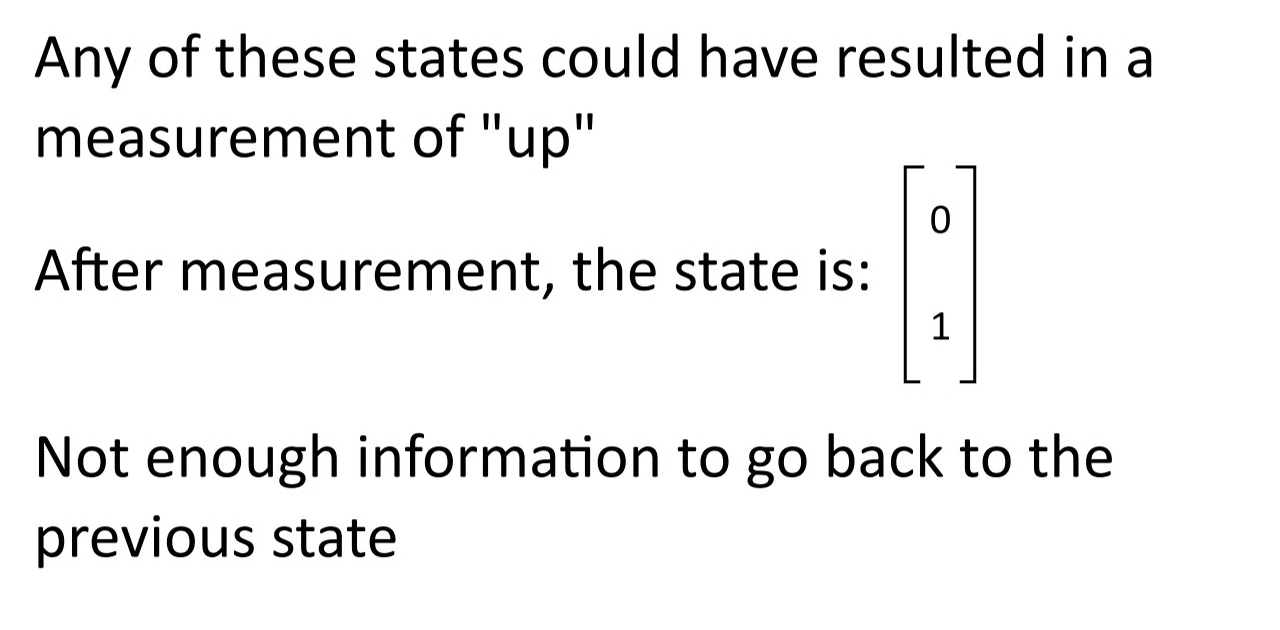 Any of these states could have resulted in a
measurement of "up"
After measurement, the state is:
0
1
Not enough information to go back to the
previous state